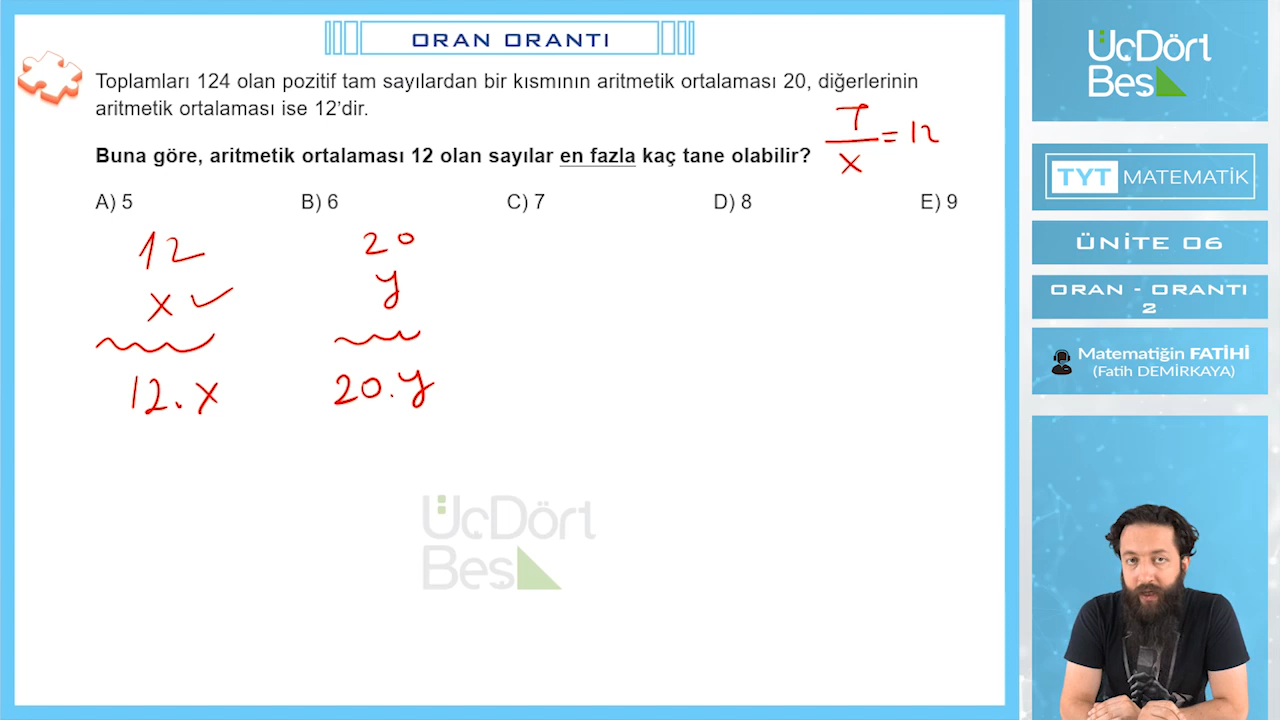 ORAN ORANTI
Toplamları 124 olan pozitif tam sayılardan bir kısmının aritmetik ortalaması 20, diğerlerinin
aritmetik ortalaması ise 12'dir.
Buna göre, aritmetik ortalaması 12 olan sayılar en fazla kaç tane olabilir?
T/x = 12
A) 5 B) 6 C) 7 D) 8 E) 9
12 20
x ✓ y
12.x 20.y
ÜçDört
Beş
ÜçDört
Beş
TYT MATEMATİK
ÜNİTE 06
ORAN - ORANTI
2
Matematiğin FATİHİ
(Fatih DEMİRKAYA)